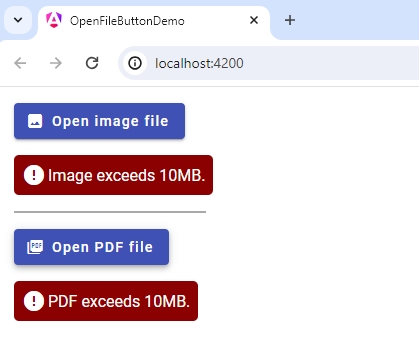 OpenFileButtonDemo
localhost:4200
Open image file
Image exceeds 10MB.
PDF
Open PDF file
PDF exceeds 10MB.